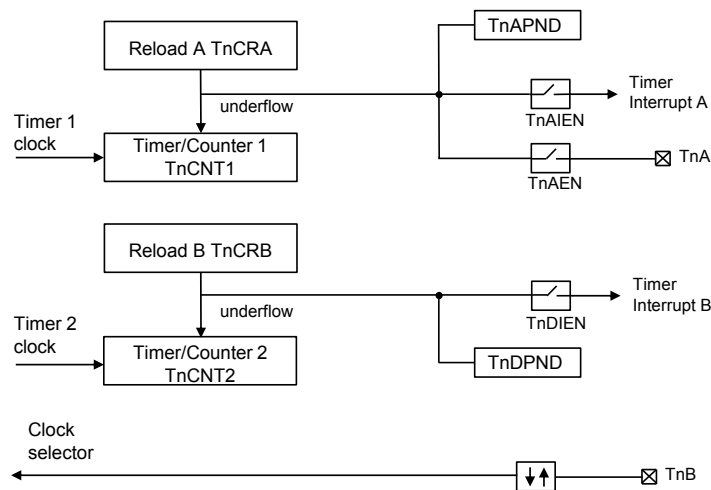 Reload A TnCRA
TnAPND
underflow
Timer
Interrupt A
TnAIEN
Timer 1
clock
Timer/Counter 1
TnCNT1
TnA
TnAEN
Reload B TnCRB
Timer
Interrupt B
underflow
TnDIEN
Timer 2
clock
Timer/Counter 2
TnCNT2
TnDPND
Clock
selector
TnB